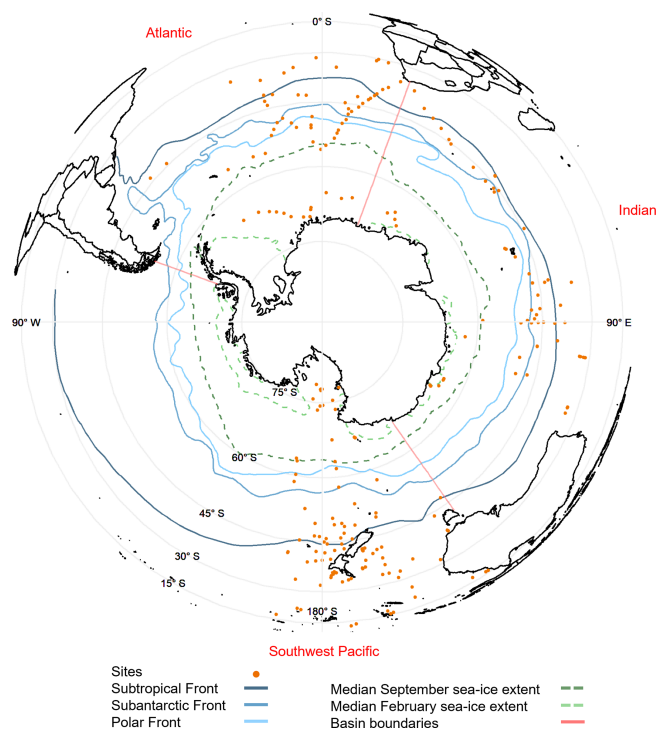 0° S
Atlantic
Indian
90° W
90° E
75° S
60° S
45° S
30° S
15° S
180° S
Southwest Pacific
Sites
Subtropical Front
Subantarctic Front
Polar Front
Median September sea-ice extent
Median February sea-ice extent
Basin boundaries